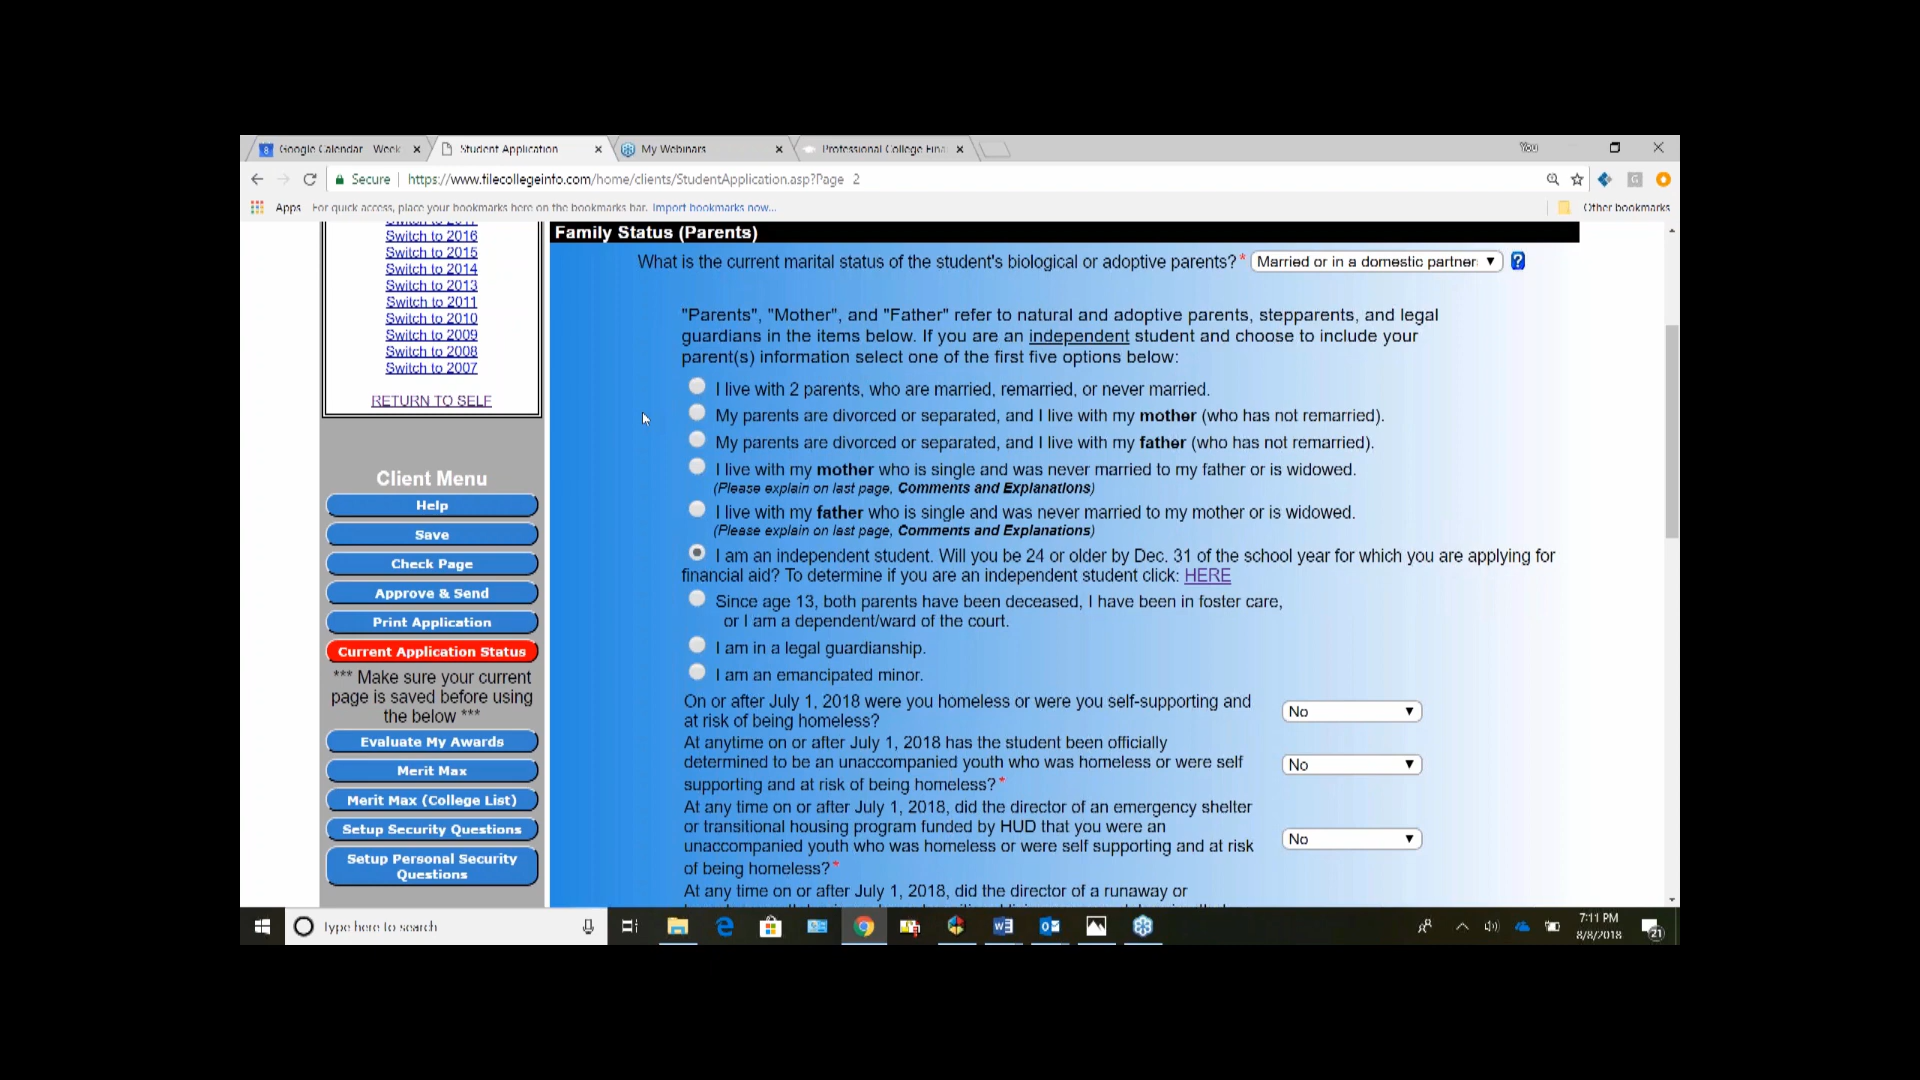 Google Calendar Week
Student Application
My Webinars
Professional College Fina
You
Secure
https://www.filecollegeinfo.com/home/clients/StudentApplication.asp?Page 2
Apps
For quick access, place your bookmarks here on the bookmarks bar. Import bookmarks now...
Other bookmarks
Switch to 2016
Switch to 2015
Switch to 2014
Switch to 2013
Switch to 2011
Switch to 2010
Switch to 2009
Switch to 2008
Switch to 2007
RETURN TO SELF
Client Menu
Help
Save
Check Page
Approve & Send
Print Application
Current Application Status
*** Make sure your current
page is saved before using
the below ***
Evaluate My Awards
Merit Max
Merit Max (College List)
Setup Security Questions
Setup Personal Security
Questions
Family Status (Parents)
What is the current marital status of the student's biological or adoptive parents? * Married or in a domestic partner ?
"Parents", "Mother", and "Father" refer to natural and adoptive parents, stepparents, and legal
guardians in the items below. If you are an independent student and choose to include your
parent(s) information select one of the first five options below:
I live with 2 parents, who are married, remarried, or never married.
My parents are divorced or separated, and I live with my mother (who has not remarried).
My parents are divorced or separated, and I live with my father (who has not remarried).
I live with my mother who is single and was never married to my father or is widowed.
(Please explain on last page, Comments and Explanations)
I live with my father who is single and was never married to my mother or is widowed.
(Please explain on last page, Comments and Explanations)
I am an independent student. Will you be 24 or older by Dec. 31 of the school year for which you are applying for
financial aid? To determine if you are an independent student click: HERE
Since age 13, both parents have been deceased, I have been in foster care,
or I am a dependent/ward of the court.
I am in a legal guardianship.
I am an emancipated minor.
On or after July 1, 2018 were you homeless or were you self-supporting and
at risk of being homeless?
No
At anytime on or after July 1, 2018 has the student been officially
determined to be an unaccompanied youth who was homeless or were self
supporting and at risk of being homeless? *
No
At any time on or after July 1, 2018, did the director of an emergency shelter
or transitional housing program funded by HUD that you were an
unaccompanied youth who was homeless or were self supporting and at risk
of being homeless? *
No
At any time on or after July 1, 2018, did the director of a runaway or
Type here to search
7:11 PM
8/8/2018
21